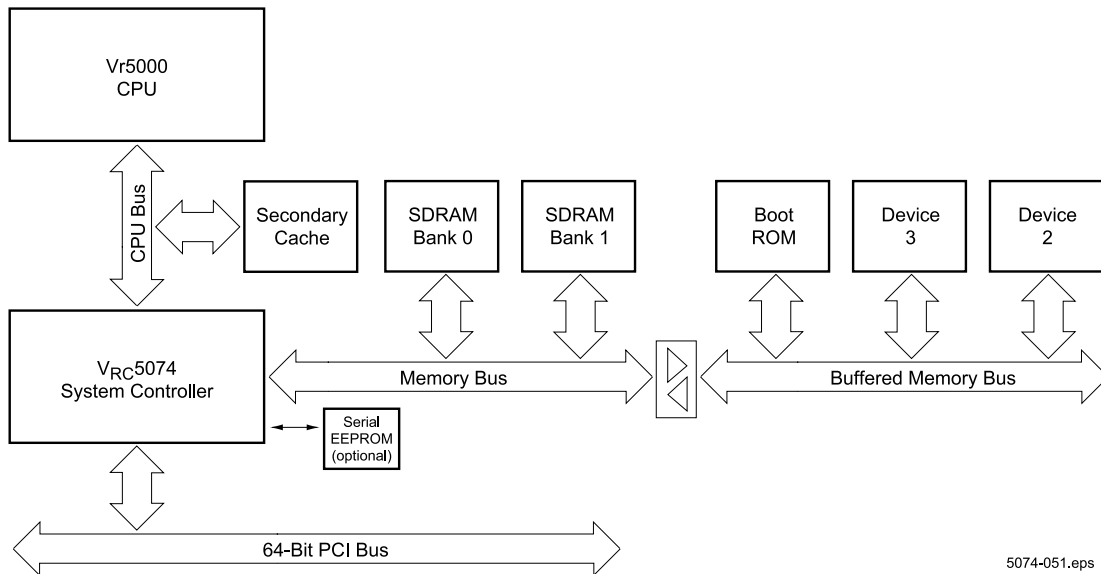 Vr5000
CPU
CPU Bus
Secondary
Cache
SDRAM
Bank 0
SDRAM
Bank 1
Boot
ROM
Device
3
Device
2
VRC5074
System Controller
Memory Bus
Buffered Memory Bus
Serial
EEPROM
(optional)
64-Bit PCI Bus
5074-051.eps